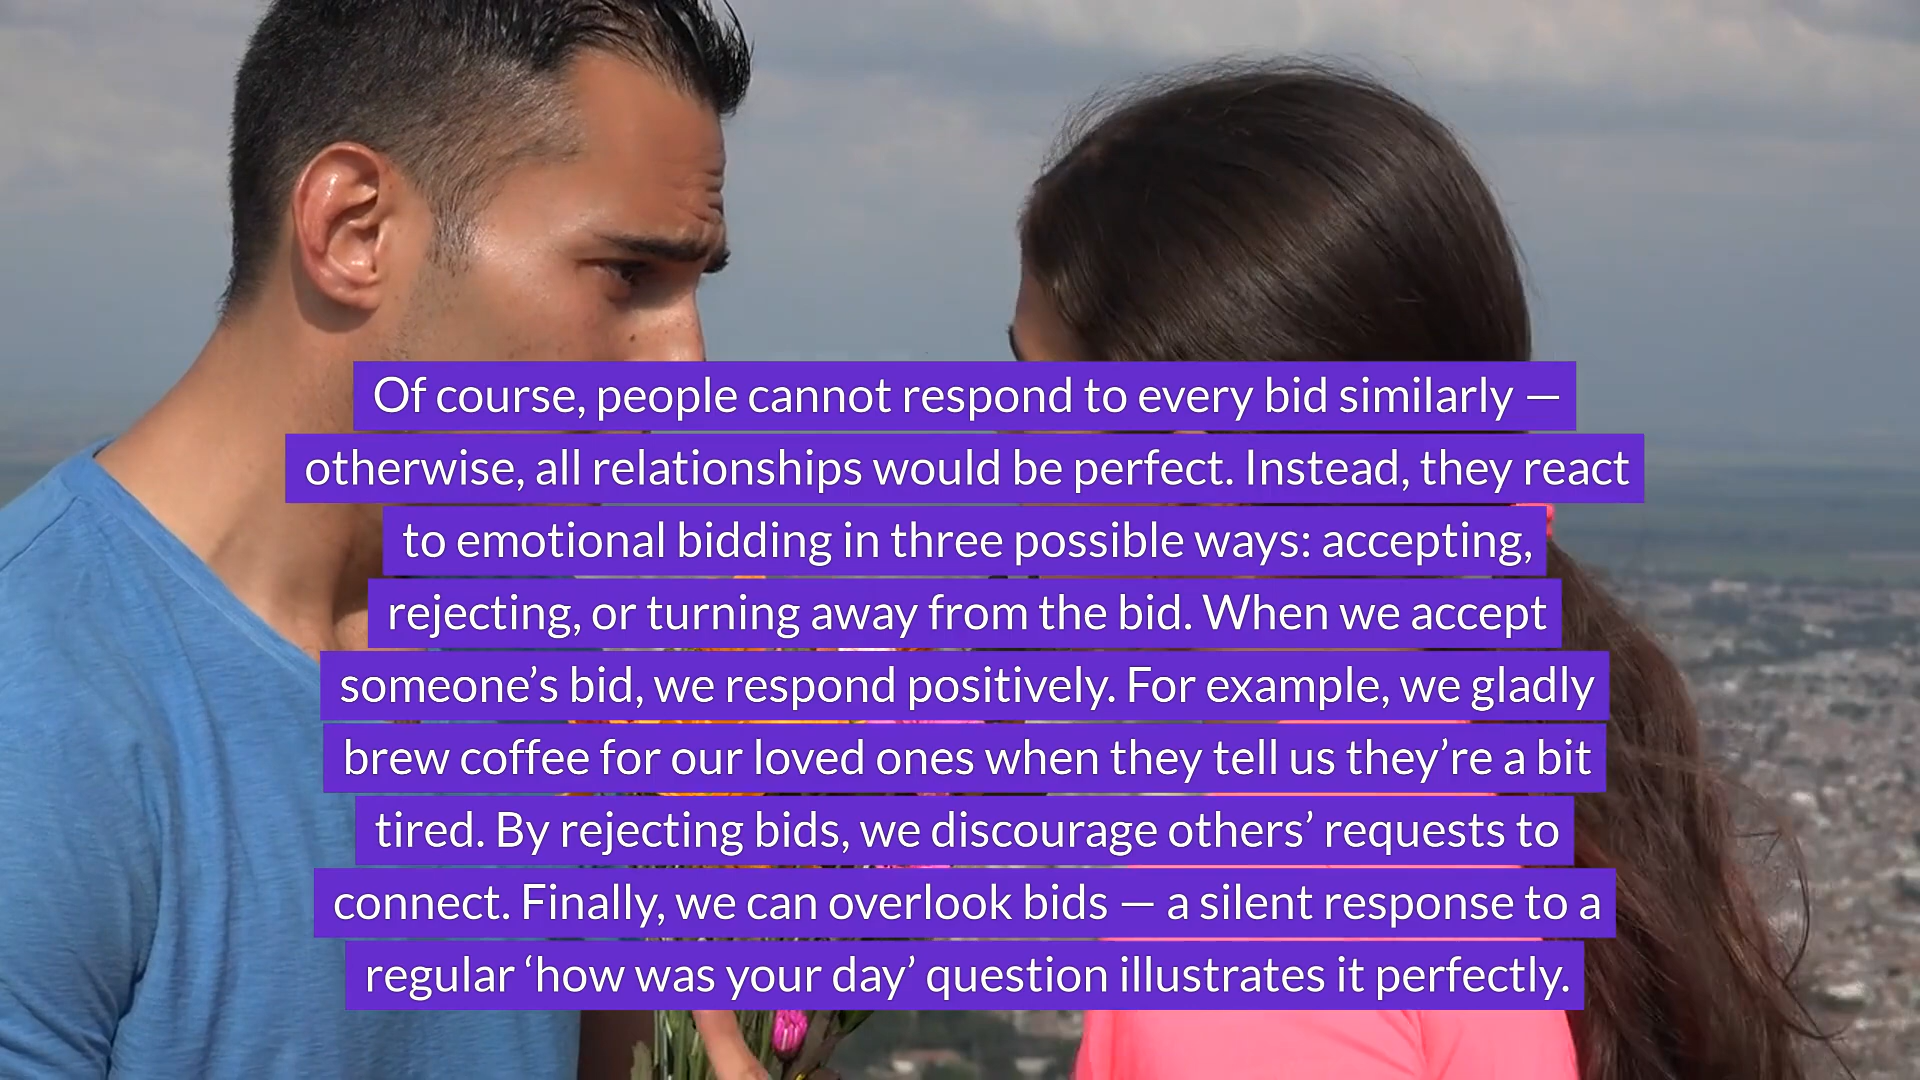 Of course, people cannot respond to every bid similarly —
otherwise, all relationships would be perfect. Instead, they react
to emotional bidding in three possible ways: accepting,
rejecting, or turning away from the bid. When we accept
someone’s bid, we respond positively. For example, we gladly
brew coffee for our loved ones when they tell us they’re a bit
tired. By rejecting bids, we discourage others’ requests to
connect. Finally, we can overlook bids — a silent response to a
regular ‘how was your day’ question illustrates it perfectly.